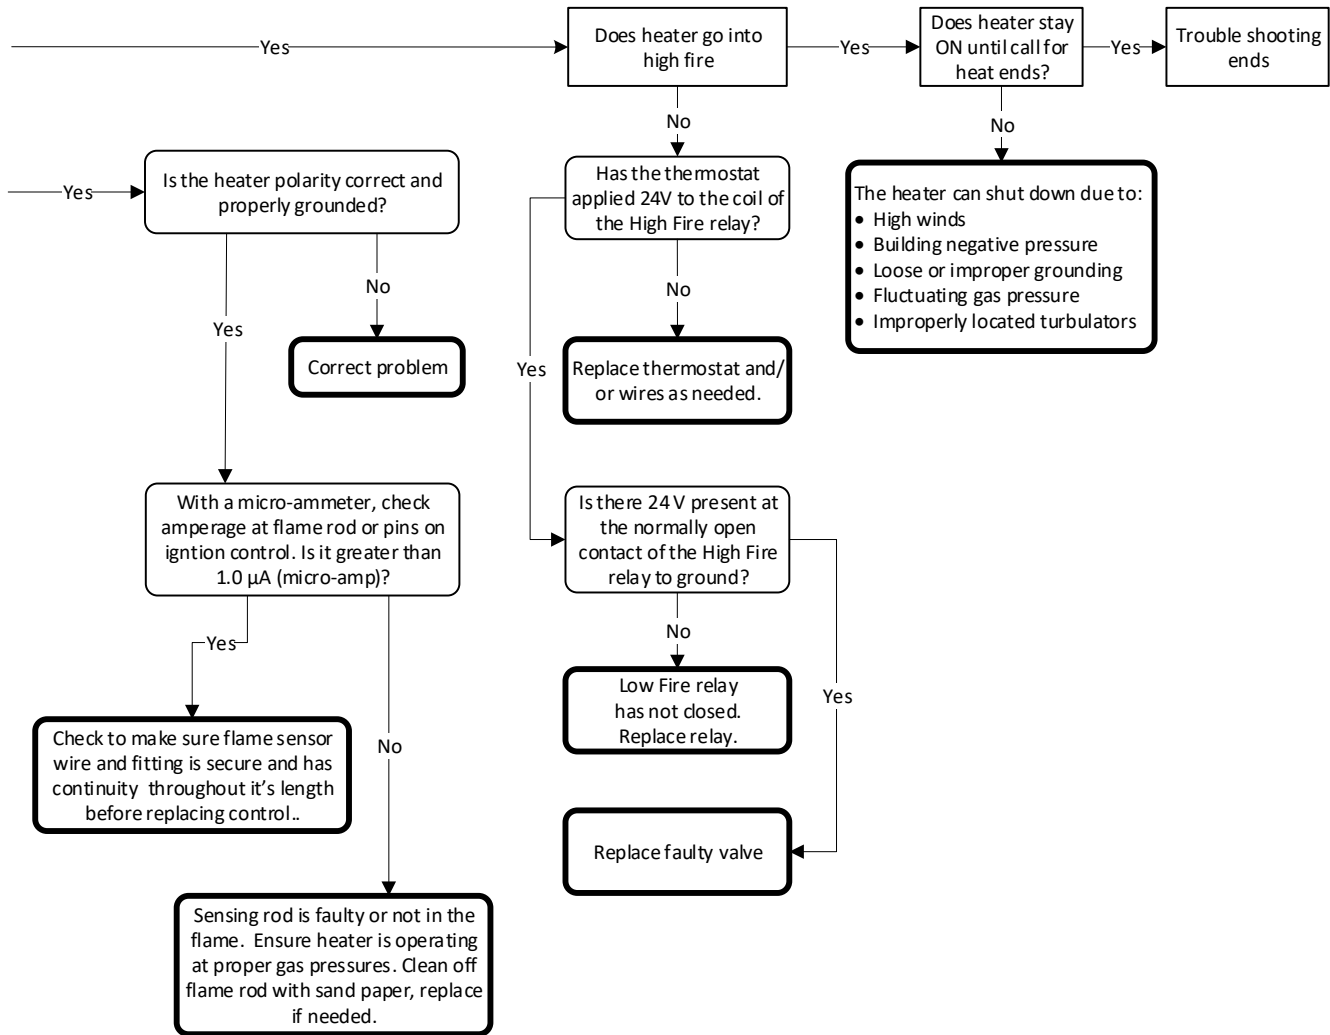 Yes
Does heater go into
high fire
Yes
Does heater stay
ON until call for
heat ends?
Yes
Trouble shooting
ends
No
No
Yes
Is the heater polarity correct and
properly grounded?
Has the thermostat
applied 24V to the coil of
the High Fire relay?
The heater can shut down due to:
• High winds
• Building negative pressure
• Loose or improper grounding
• Fluctuating gas pressure
• Improperly located turbulators
No
No
Yes
Correct problem
Yes
Replace thermostat and/
or wires as needed.
With a micro-ammeter, check
amperage at flame rod or pins on
igntion control. Is it greater than
1.0 µA (micro-amp)?
Is there 24 V present at
the normally open
contact of the High Fire
relay to ground?
Yes
No
No
Yes
Low Fire relay
has not closed.
Replace relay.
Check to make sure flame sensor
wire and fitting is secure and has
continuity throughout it’s length
before replacing control..
Replace faulty valve
Sensing rod is faulty or not in the
flame. Ensure heater is operating
at proper gas pressures. Clean off
flame rod with sand paper, replace
if needed.